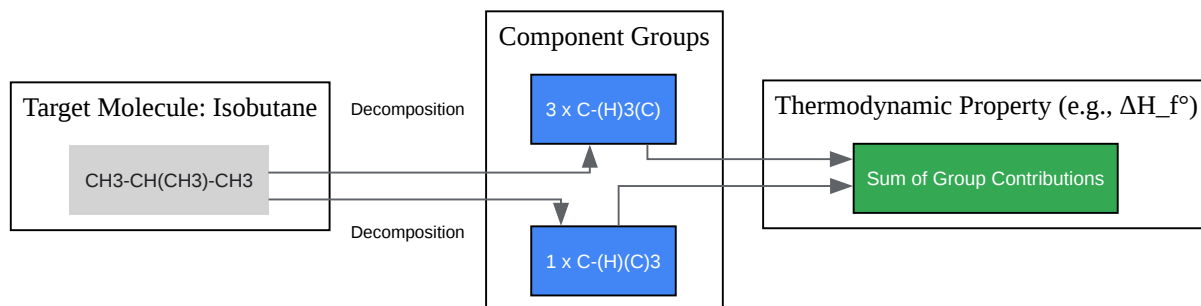 Target Molecule: Isobutane
CH3-CH(CH3)-CH3
Decomposition
Decomposition
Component Groups
3 x C-(H)3(C)
1 x C-(H)(C)3
Thermodynamic Property (e.g., ΔH_f°)
Sum of Group Contributions